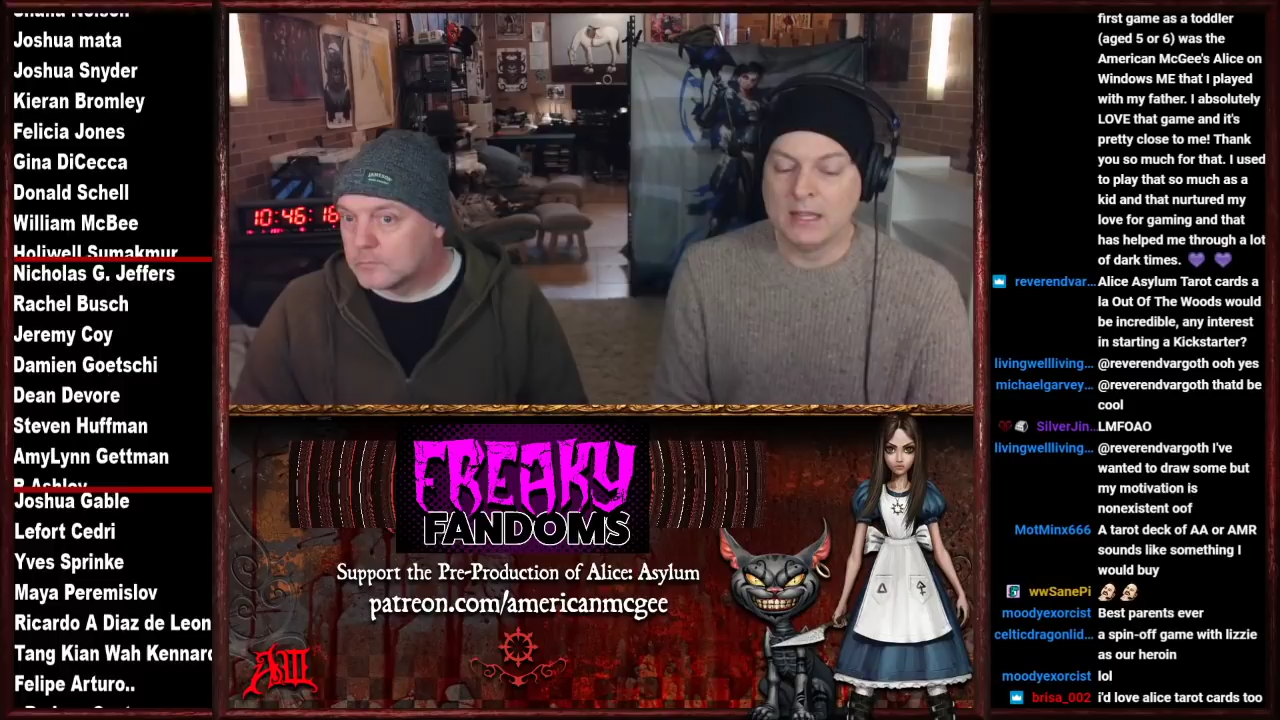 Joshua mata
Joshua Snyder
Kieran Bromley
Felicia Jones
Gina DiCecca
Donald Schell
William McBee
Holiwell Sumakmur
Nicholas G. Jeffers
Rachel Busch
Jeremy Coy
Damien Goetschi
Dean Devore
Steven Huffman
AmyLynn Gettman
B Ashley
Joshua Gable
Lefort Cedri
Yves Sprinke
Maya Peremislov
Ricardo A Diaz de Leon
Tang Kian Wah Kennard
Felipe Arturo..
10:46:16
JAMESON
FREAKY
FANDOMS
Support the Pre-Production of Alice: Asylum
patreon.com/americanmcgee
first game as a toddler
(aged 5 or 6) was the
American McGee's Alice on
Windows ME that I played
with my father. I absolutely
LOVE that game and it's
pretty close to me! Thank
you so much for that. I used
to play that so much as a
kid and that nurtured my
love for gaming and that
has helped me through a lot
of dark times. 💜 💜
reverendvar... Alice Asylum Tarot cards a
la Out Of The Woods would
be incredible, any interest
in starting a Kickstarter?
livingwellliving... @reverendvargoth ooh yes
michaelgarvey... @reverendvargoth thatd be
cool
SilverJin... LMFOAO
livingwellliving... @reverendvargoth I've
wanted to draw some but
my motivation is
nonexistent oof
MotMinx666 A tarot deck of AA or AMR
sounds like something I
would buy
wwSanePi
moodyexorcist Best parents ever
celticdragonlid... a spin-off game with lizzie
as our heroin
moodyexorcist lol
brisa_002 i'd love alice tarot cards too